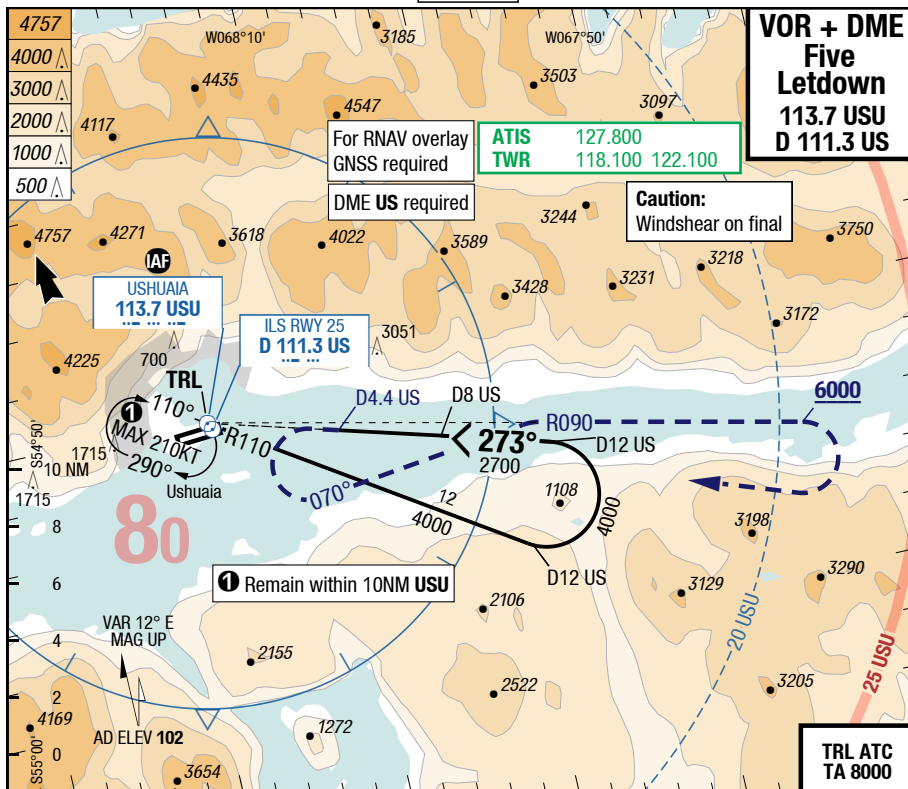 4757
4000
3000
2000
1000
500
W068°10'
W067°50'
3185
4435
4547
4117
3503
3097
VOR + DME
Five
Letdown
113.7 USU
D 111.3 US
For RNAV overlay
GNSS required
ATIS 127.800
TWR 118.100 122.100
DME US required
Caution:
Windshear on final
3244
4757
4271
3618
4022
3589
3750
3218
3231
3428
3172
IAF
USHUAIA
113.7 USU
ILS RWY 25
D 111.3 US
4225
700
3051
TRL
D4.4 US
D8 US
6000
R090
110°
1
MAX 210KT
290°
R110
273°
2700
D12 US
S54°50'
10 NM
1715
1715
Ushuaia
070°
12
4000
1108
4000
D12 US
80
8
6
4
2
0
3198
3290
3129
1 Remain within 10NM USU
2106
VAR 12° E
MAG UP
2155
2522
20 USU
25 USU
3205
4169
AD ELEV 102
1272
3654
S55°00'
TRL ATC
TA 8000